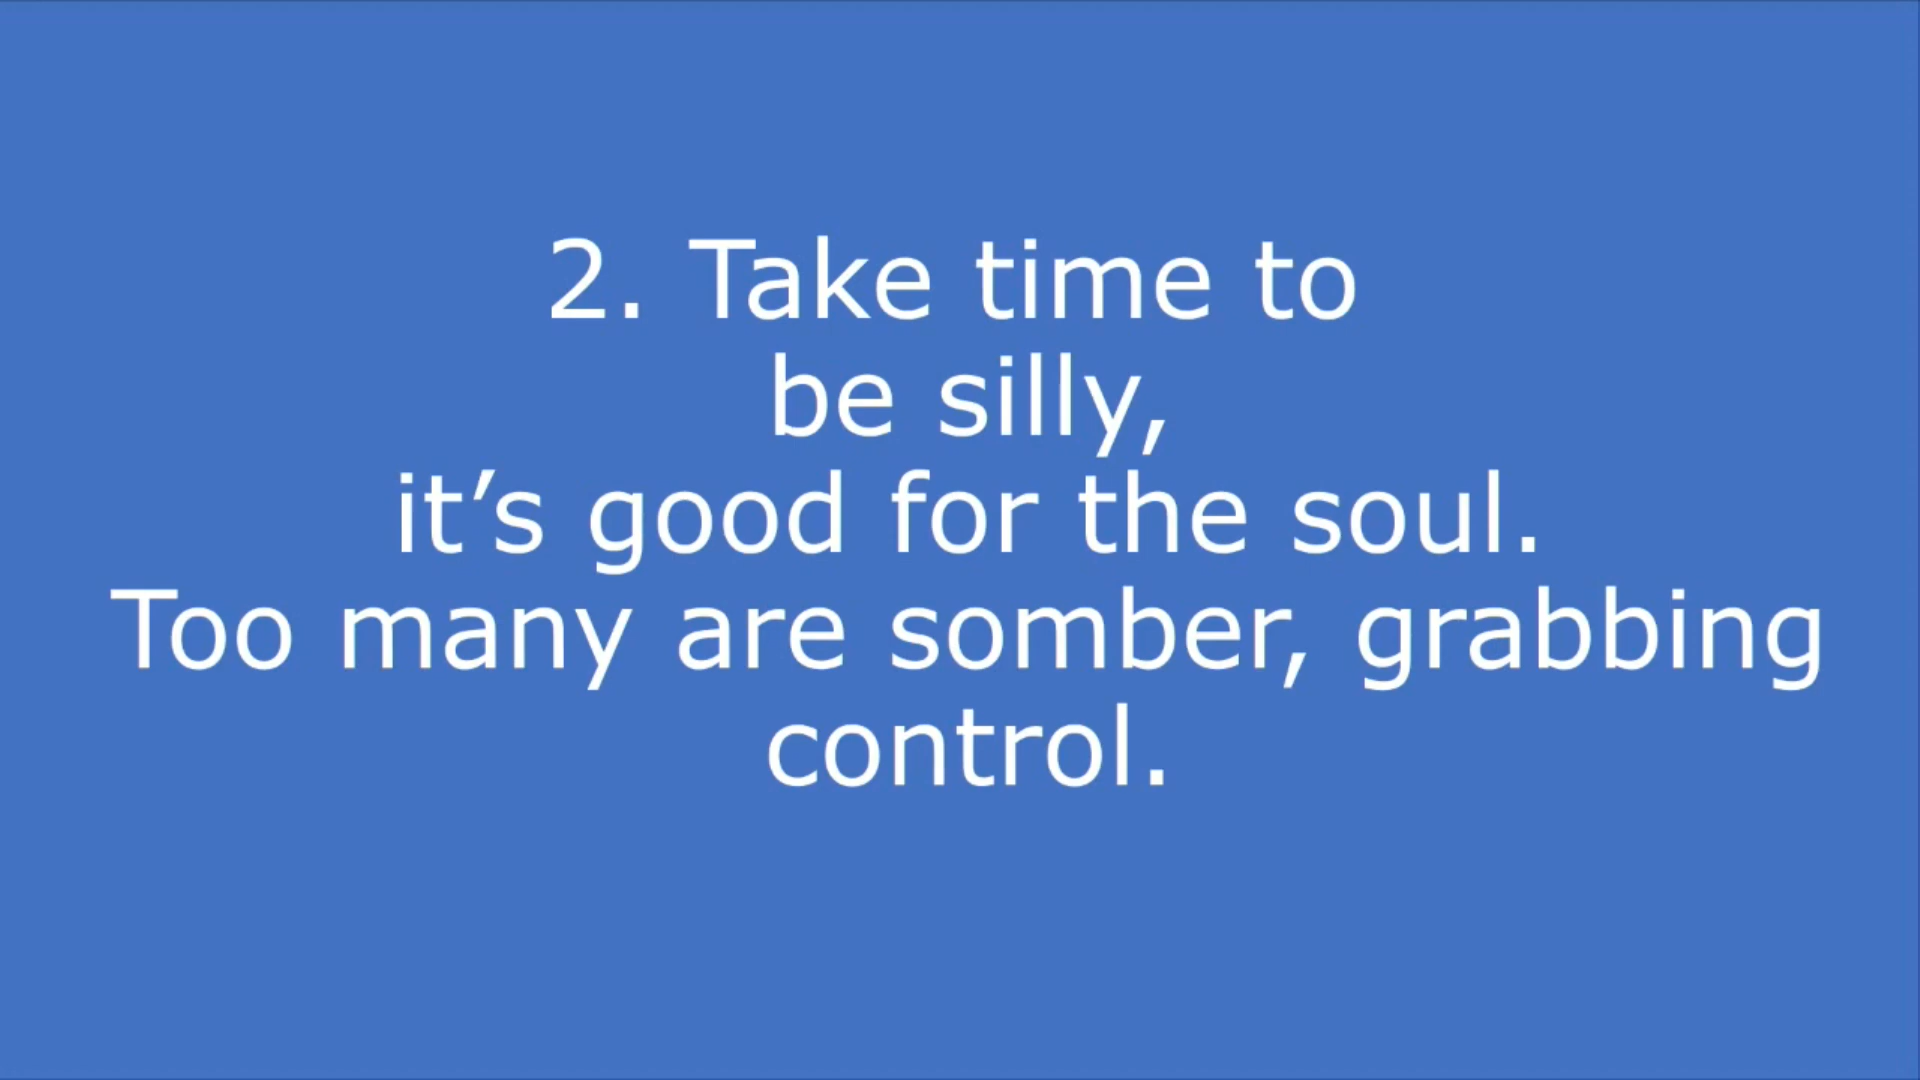 2. Take time to
be silly,
it’s good for the soul.
Too many are somber, grabbing
control.